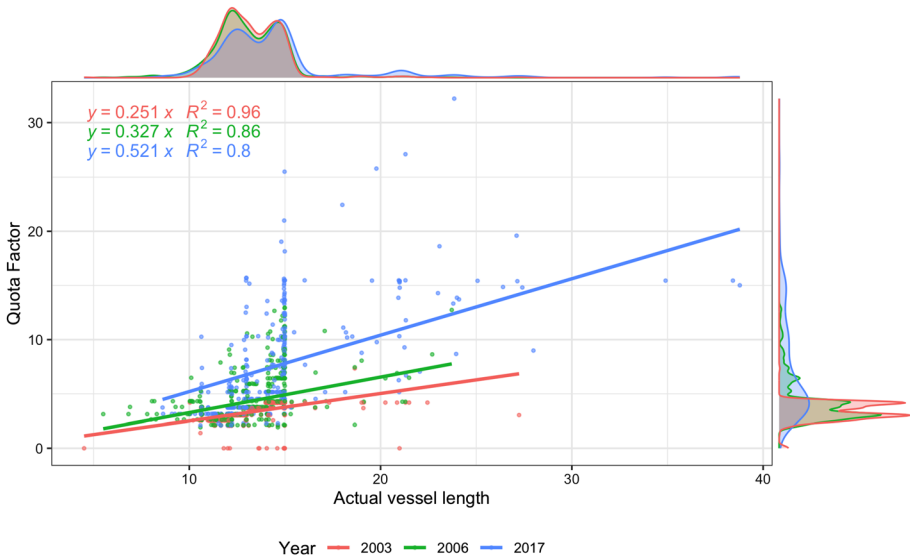 y = 0.251 x R² = 0.96
y = 0.327 x R² = 0.86
y = 0.521 x R² = 0.8
30
20
10
0
Quota Factor
10 20 30 40
Actual vessel length
Year 2003 2006 2017